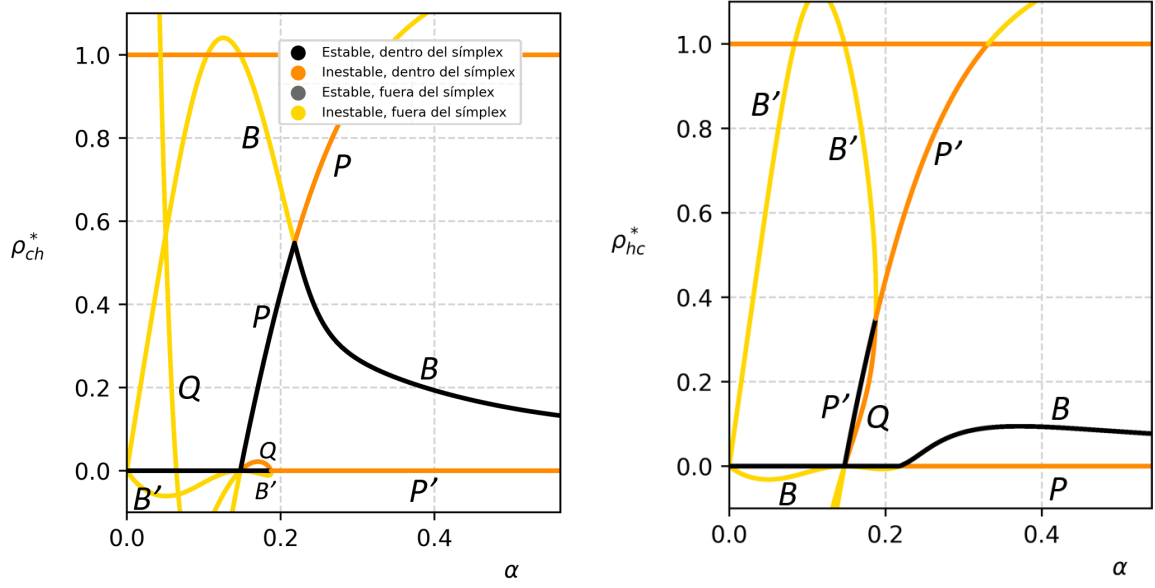 1.0
0.8
0.6
0.4
0.2
0.0
ρ*ch
0.0
0.2
0.4
α
Estable, dentro del símplex
Inestable, dentro del símplex
Estable, fuera del símplex
Inestable, fuera del símplex
B
P
P
Q
B
Q
B'
B'
P'
1.0
0.8
0.6
0.4
0.2
0.0
ρ*hc
0.0
0.2
0.4
α
B'
B'
P'
P'
Q
B
B
P